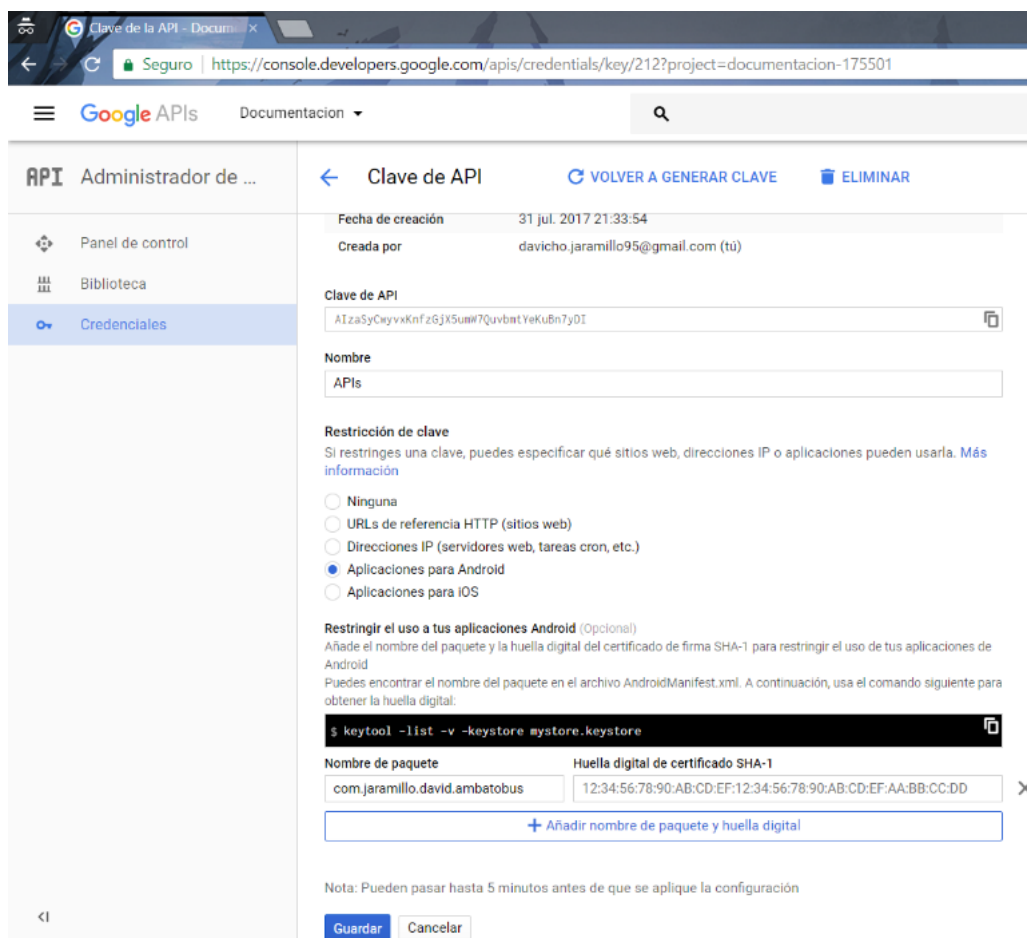 Clave de la API - Docum
Seguro | https://console.developers.google.com/apis/credentials/key/212?project=documentacion-175501
Google APIs Documentacion
API Administrador de ...
Clave de API VOLVER A GENERAR CLAVE ELIMINAR
Panel de control
Biblioteca
Credenciales
Fecha de creación 31 jul. 2017 21:33:54
Creada por davicho.jaramillo95@gmail.com (tú)
Clave de API
AIzaSyCwyvxKnfzGjX5umW7QuvbmtYeKuBn7yDI
Nombre
APIs
Restricción de clave
Si restringes una clave, puedes especificar qué sitios web, direcciones IP o aplicaciones pueden usarla. Más
información
Ninguna
URLs de referencia HTTP (sitios web)
Direcciones IP (servidores web, tareas cron, etc.)
Aplicaciones para Android
Aplicaciones para iOS
Restringir el uso a tus aplicaciones Android (Opcional)
Añade el nombre del paquete y la huella digital del certificado de firma SHA-1 para restringir el uso de tus aplicaciones de
Android
Puedes encontrar el nombre del paquete en el archivo AndroidManifest.xml. A continuación, usa el comando siguiente para
obtener la huella digital:
$ keytool -list -v -keystore mystore.keystore
Nombre de paquete Huella digital de certificado SHA-1
com.jaramillo.david.ambatobus 12:34:56:78:90:AB:CD:EF:12:34:56:78:90:AB:CD:EF:AA:BB:CC:DD
+ Añadir nombre de paquete y huella digital
Nota: Pueden pasar hasta 5 minutos antes de que se aplique la configuración
Guardar Cancelar